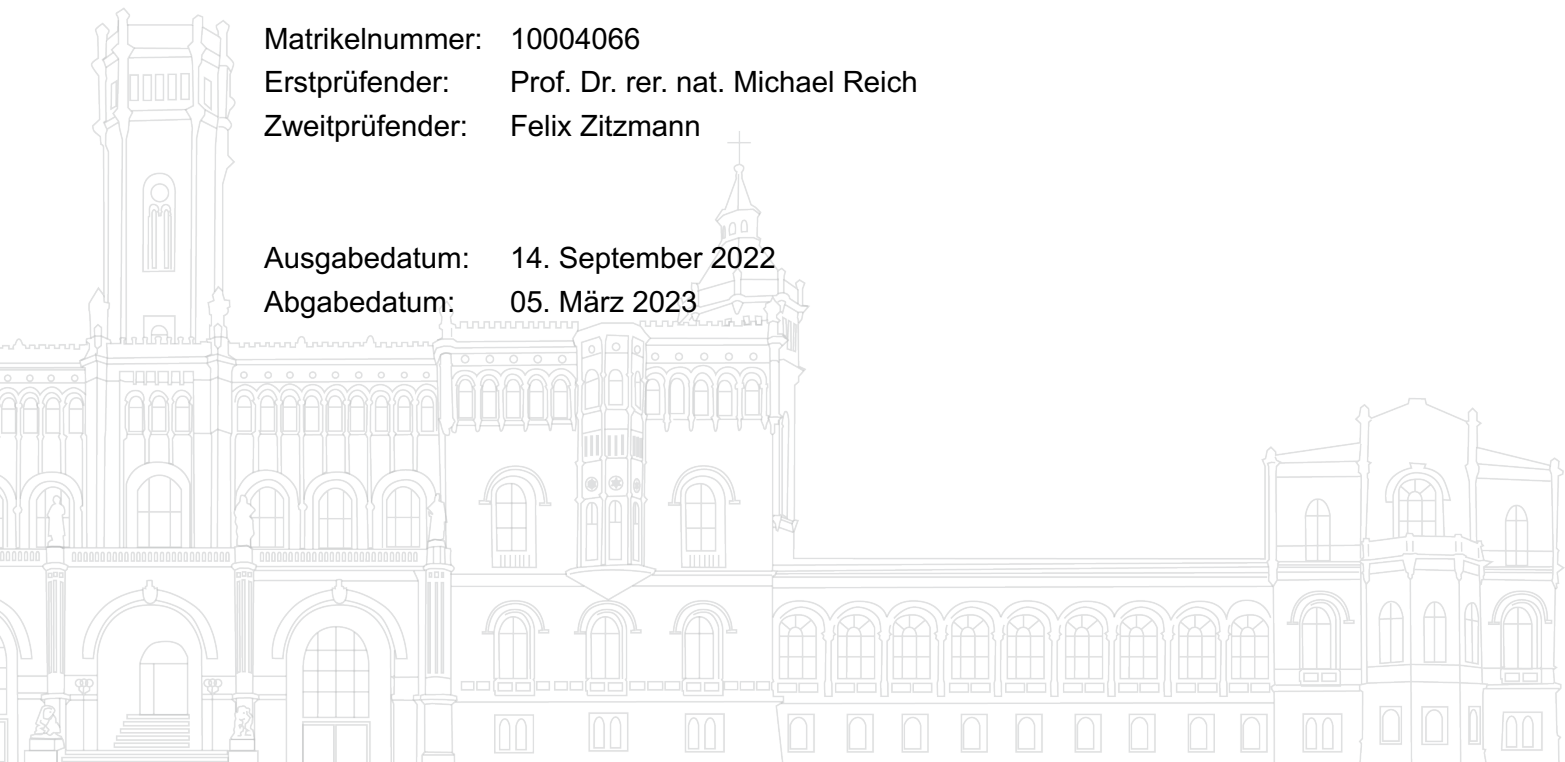 Matrikelnummer: 10004066
Erstprüfender: Prof. Dr. rer. nat. Michael Reich
Zweitprüfender: Felix Zitzmann
Ausgabedatum: 14. September 2022
Abgabedatum: 05. März 2023